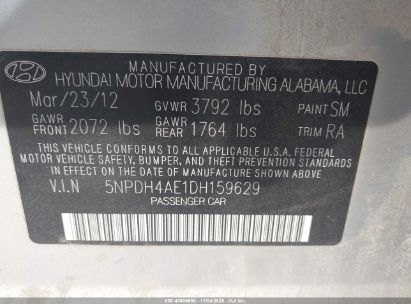 MANUFACTURED BY
HYUNDAI MOTOR MANUFACTURING ALABAMA, LLC
Mar/23/12 GVWR 3792 lbs PAINT SM
GAWR FRONT 2072 lbs GAWR REAR 1764 lbs TRIM RA
THIS VEHICLE CONFORMS TO ALL APPLICABLE U.S.A. FEDERAL
MOTOR VEHICLE SAFETY, BUMPER, AND THEFT PREVENTION STANDARDS
IN EFFECT ON THE DATE OF MANUFACTURE SHOWN ABOVE.
V.I.N 5NPDH4AE1DH159629
PASSENGER CAR